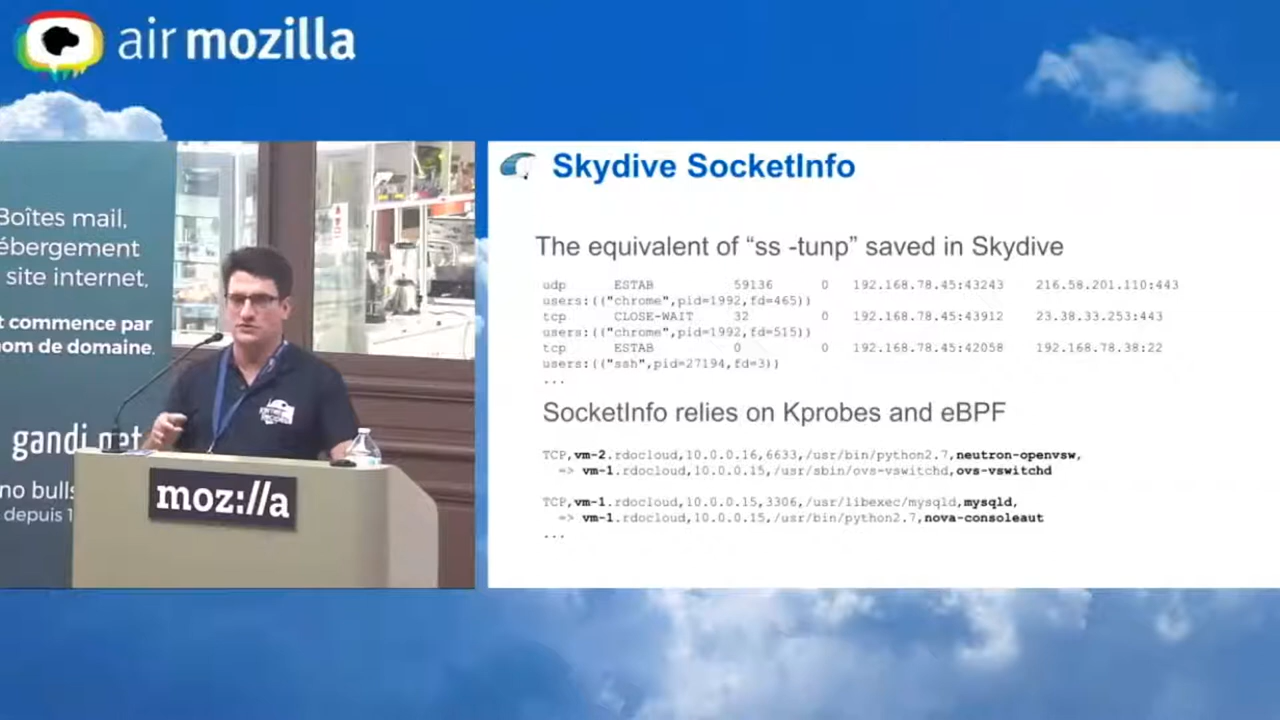 air mozilla
Boîtes mail,
ébergement
site internet,
t commence par
nom de domaine.
gandi.net
no bulls
depuis 1
moz://a
Skydive SocketInfo
The equivalent of “ss -tunp” saved in Skydive
udp ESTAB 59136 0 192.168.78.45:43243 216.58.201.110:443
users:(("chrome",pid=1992,fd=465))
tcp CLOSE-WAIT 32 0 192.168.78.45:43912 23.38.33.253:443
users:(("chrome",pid=1992,fd=515))
tcp ESTAB 0 0 192.168.78.45:42058 192.168.78.38:22
users:(("ssh",pid=27194,fd=3))
...
SocketInfo relies on Kprobes and eBPF
TCP,vm-2.rdocloud,10.0.0.16,6633,/usr/bin/python2.7,neutron-openvsw,
=> vm-1.rdocloud,10.0.0.15,/usr/sbin/ovs-vswitchd,ovs-vswitchd
TCP,vm-1.rdocloud,10.0.0.15,3306,/usr/libexec/mysqld,mysqld,
=> vm-1.rdocloud,10.0.0.15,/usr/bin/python2.7,nova-consoleaut
...